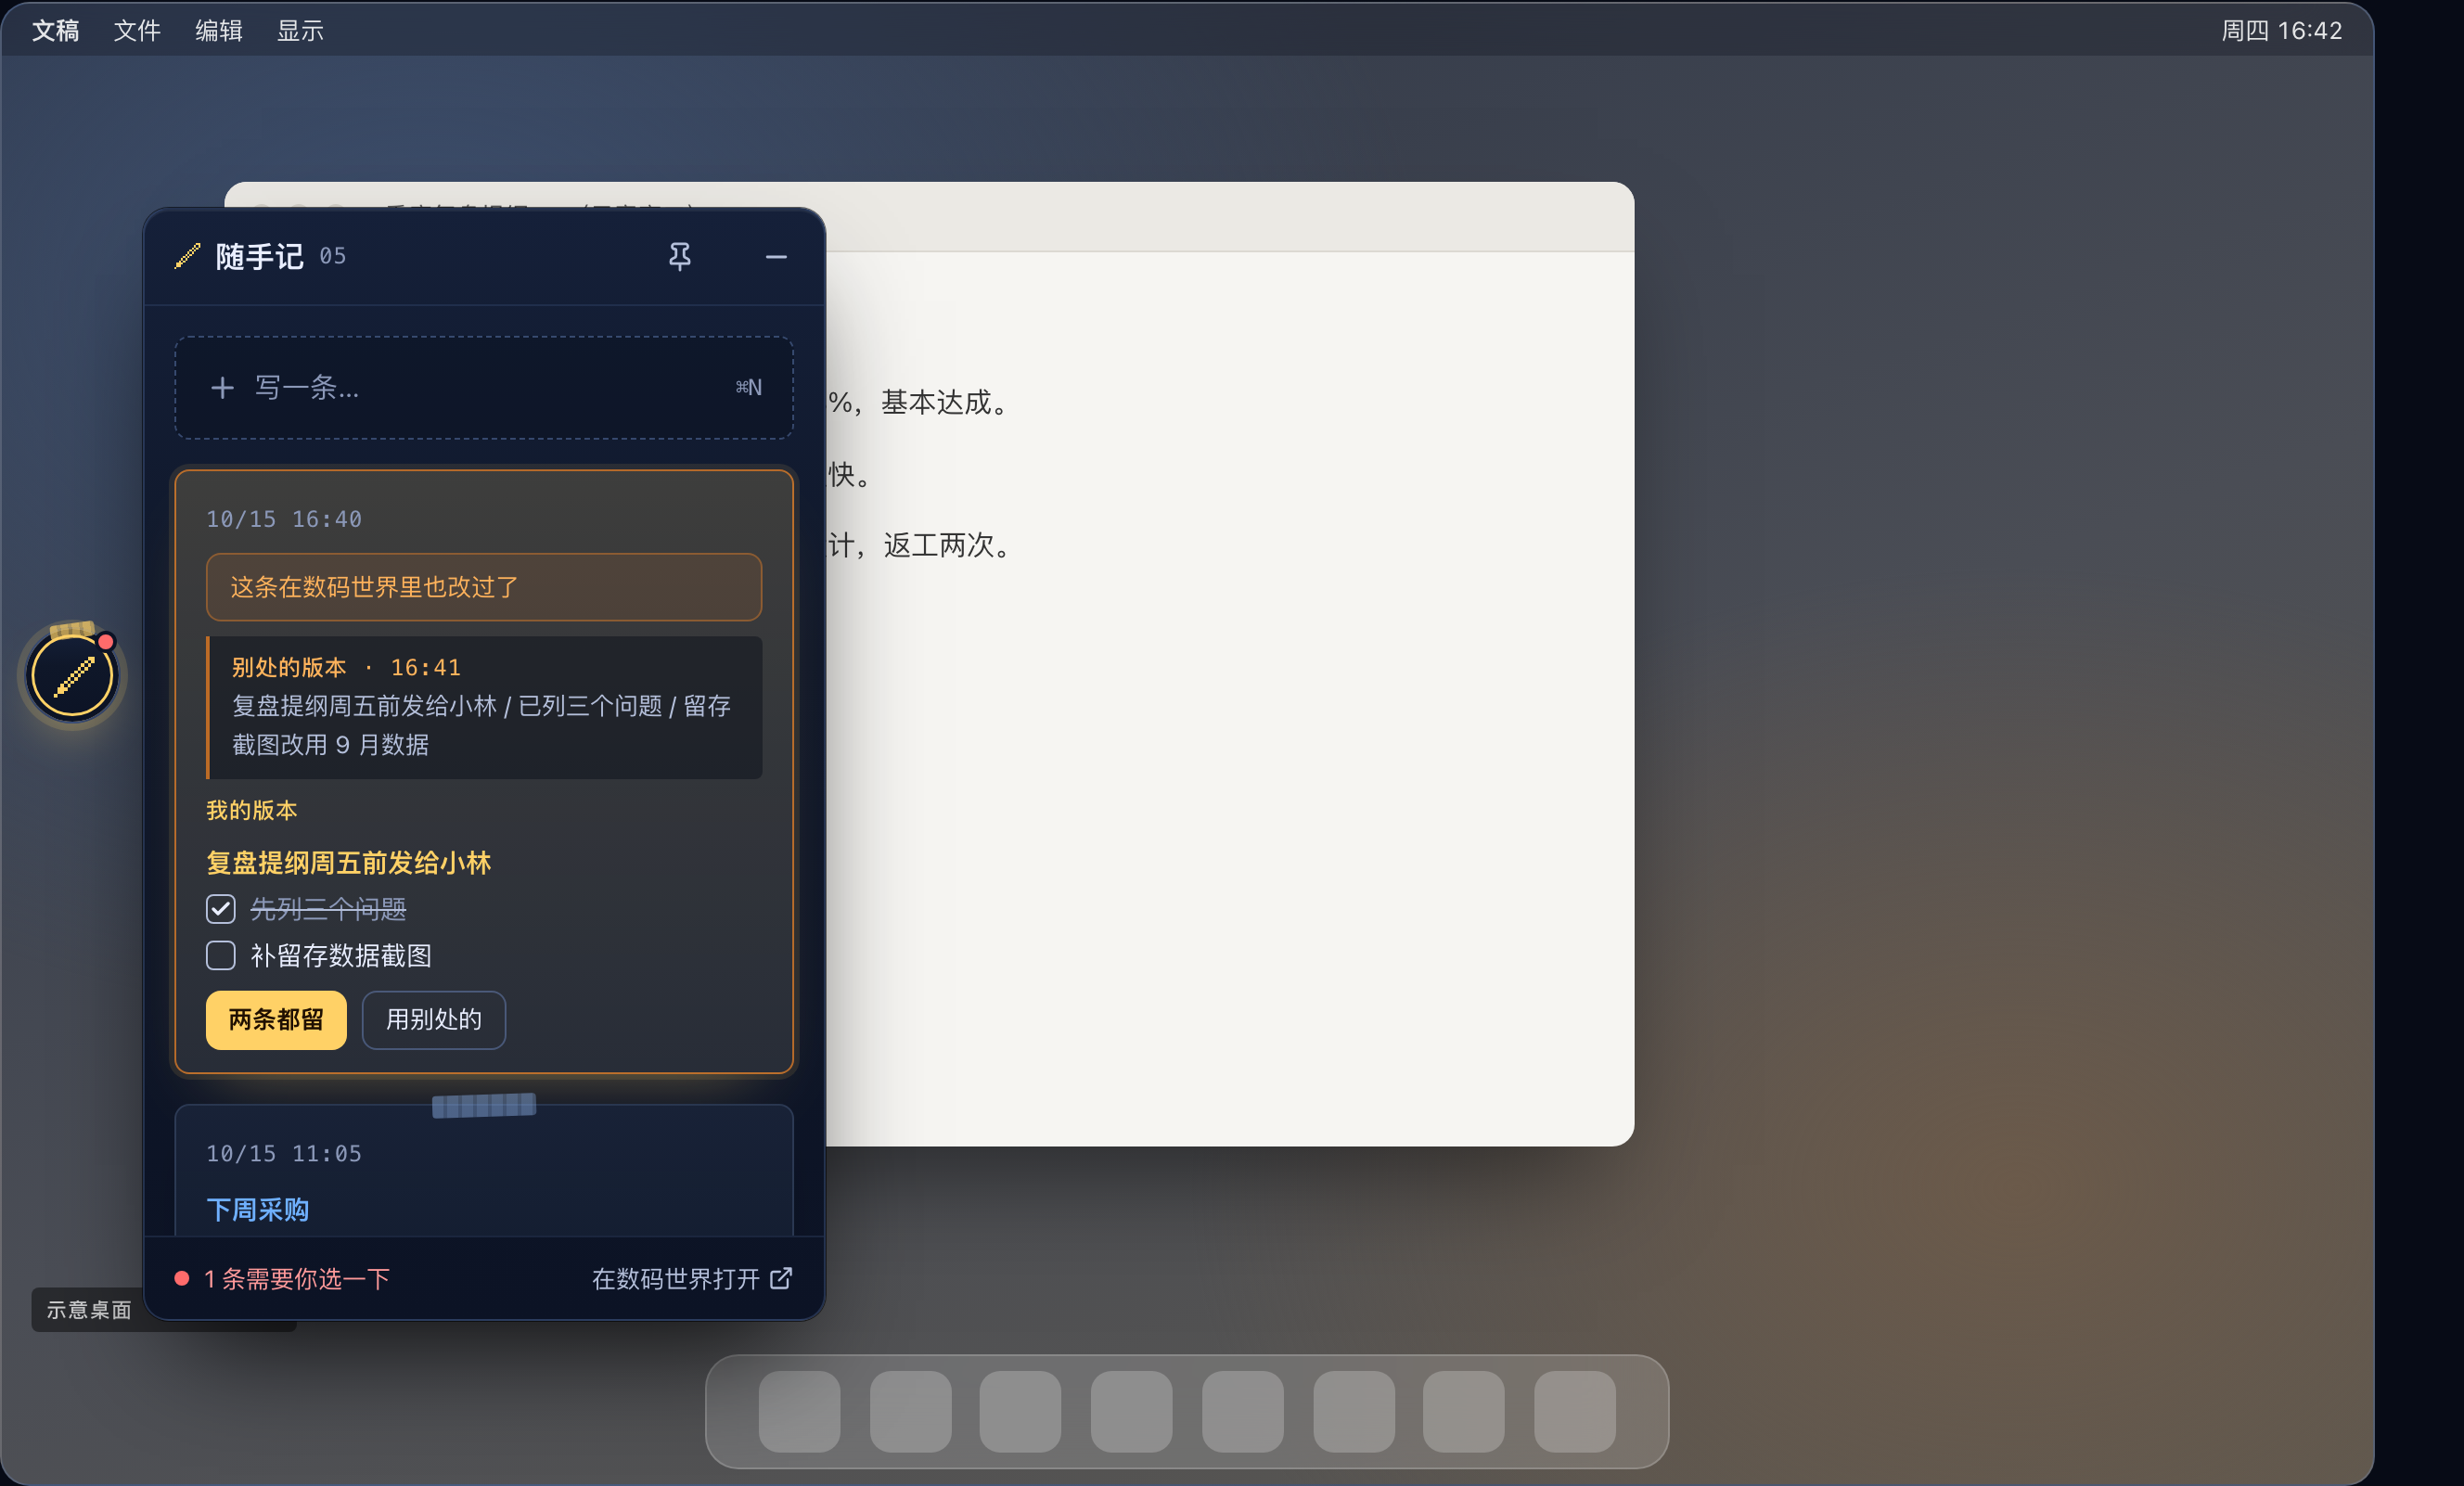 文稿 文件 编辑 显示 周四 16:42
随手记 05
写一条... ⌘N
%，基本达成。
快。
计，返工两次。
10/15 16:40
这条在数码世界里也改过了
别处的版本 · 16:41
复盘提纲周五前发给小林 / 已列三个问题 / 留存
截图改用 9 月数据
我的版本
复盘提纲周五前发给小林
先列三个问题
补留存数据截图
两条都留 用别处的
10/15 11:05
下周采购
1 条需要你选一下 在数码世界打开
示意桌面